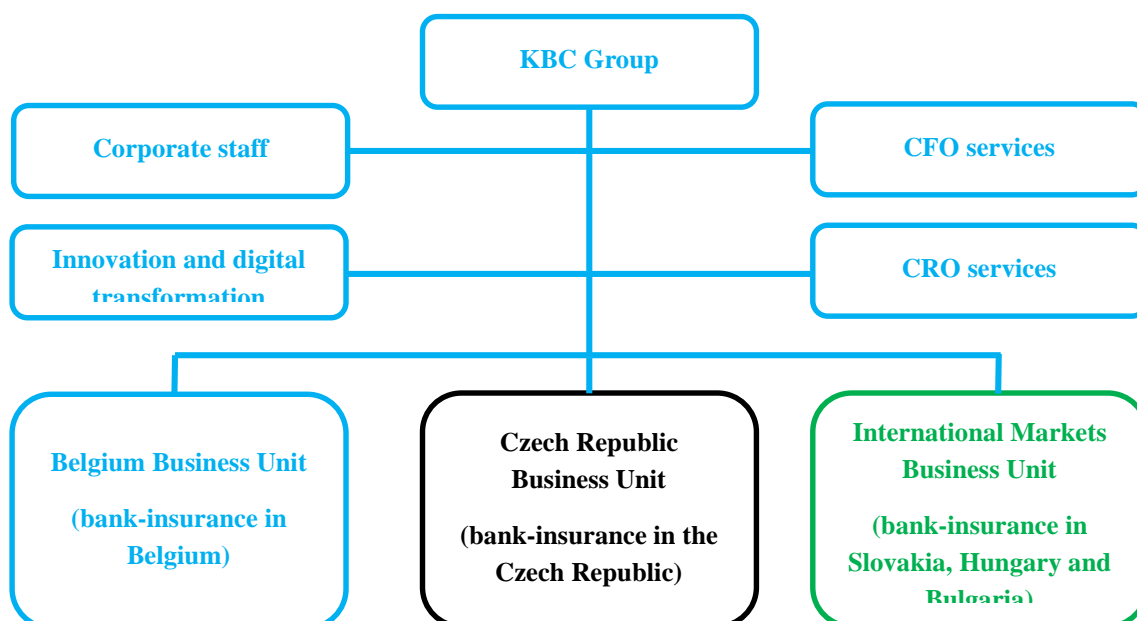 KBC Group
Corporate staff
CFO services
Innovation and digital
transformation
CRO services
Belgium Business Unit
(bank-insurance in
Belgium)
Czech Republic
Business Unit
(bank-insurance in the
Czech Republic)
International Markets
Business Unit
(bank-insurance in
Slovakia, Hungary and
Bulgaria)